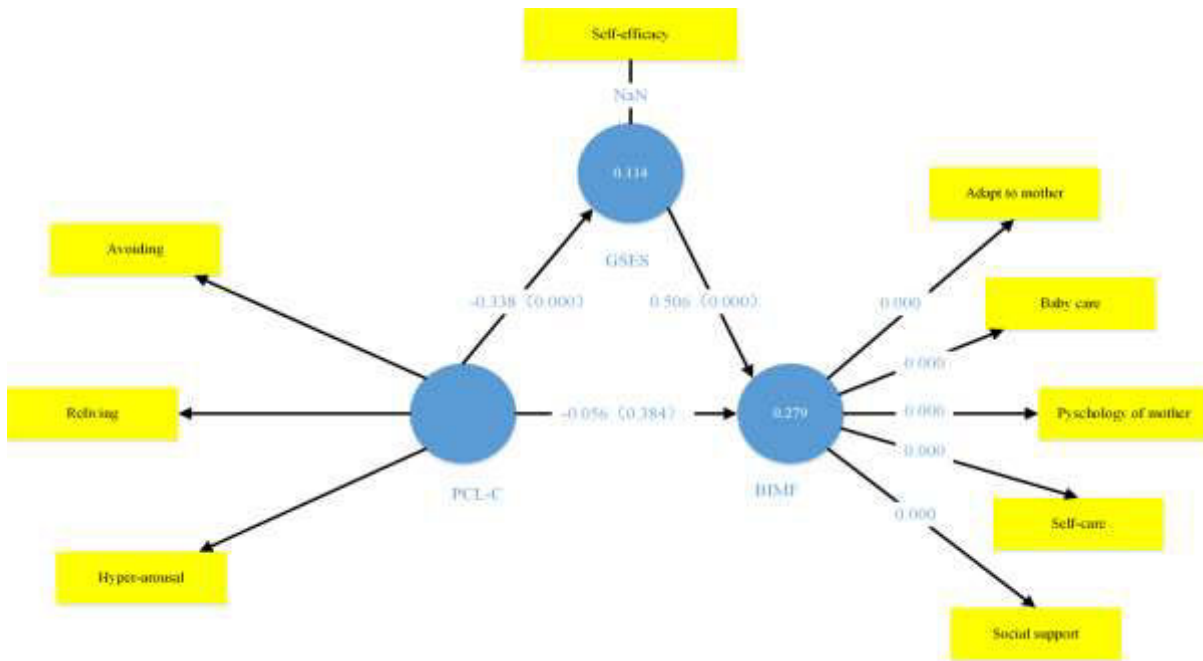 Self-efficacy
NaN
0.114
GSES
Adapt to mother
Avoiding
-0.338 (0.000)
0.506 (0.000)
0.000
Baby care
0.000
Reliving
PCL-C
-0.056 (0.384)
0.279
BIMF
0.000
Pyschology of mother
0.000
Self-care
0.000
Hyper-arousal
Social support